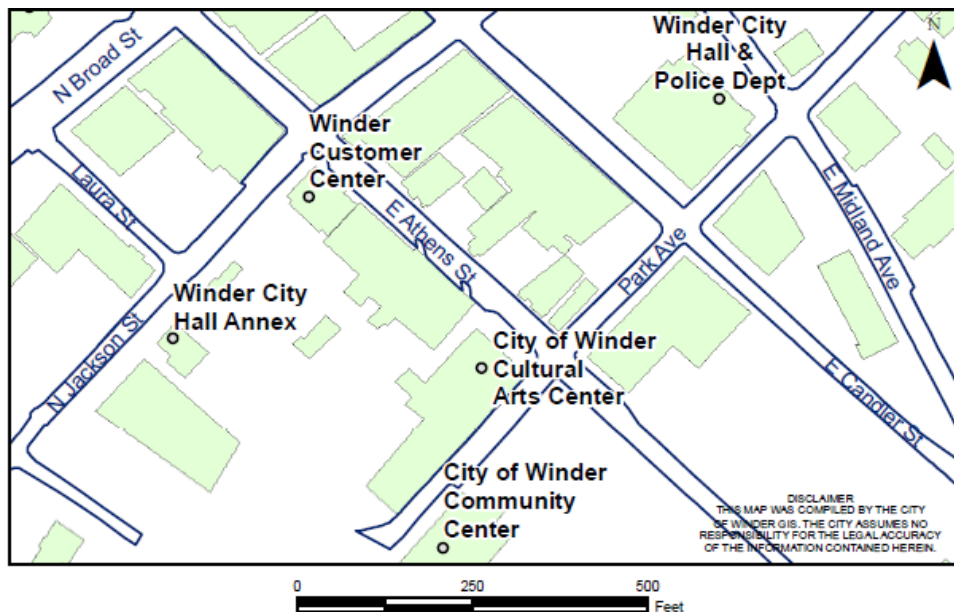 Winder City
Hall &
Police Dept
N
N Broad St
Winder
Customer
Center
Laura St
E Athens St
E Midland Ave
Park Ave
Winder City
Hall Annex
N Jackson St
City of Winder
Cultural
Arts Center
E Candler St
City of Winder
Community
Center
DISCLAIMER
THIS MAP WAS COMPILED BY THE CITY
OF WINDER GIS. THE CITY ASSUMES NO
RESPONSIBILITY FOR THE LEGAL ACCURACY
OF THE INFORMATION CONTAINED HEREIN.
0 250 500
Feet